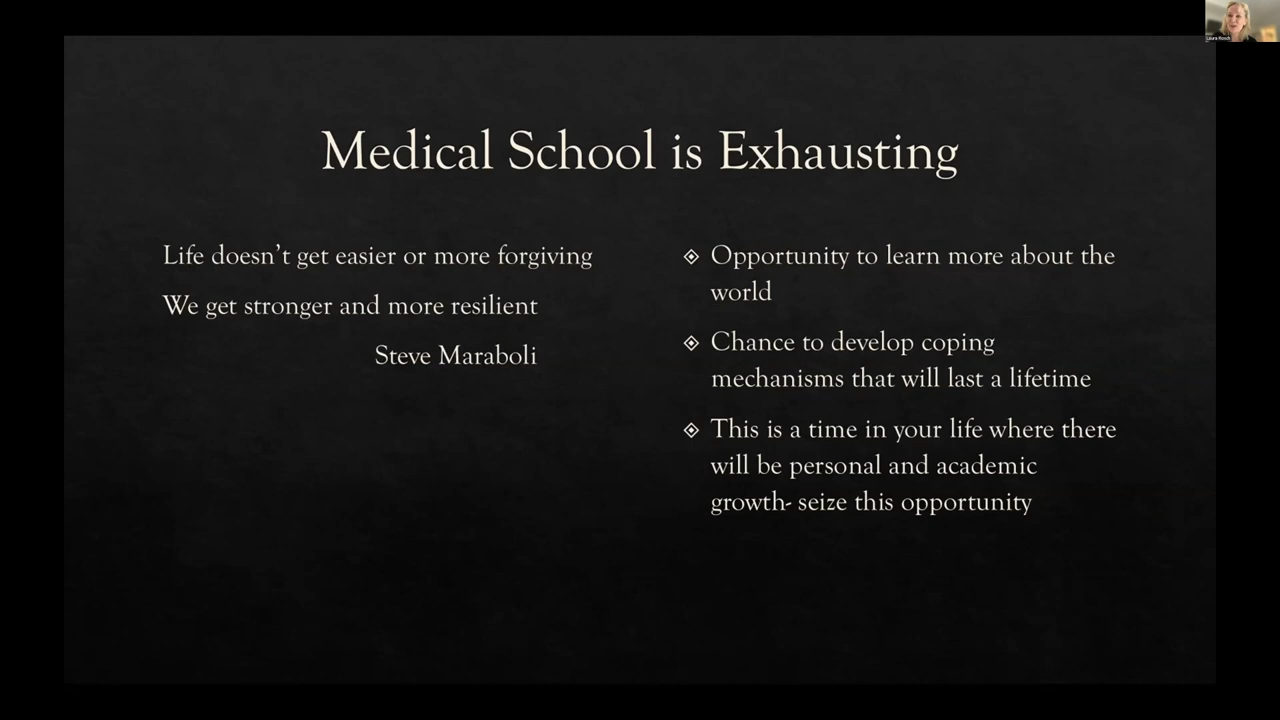 Medical School is Exhausting
Life doesn't get easier or more forgiving
We get stronger and more resilient
Steve Maraboli
Opportunity to learn more about the
world
Chance to develop coping
mechanisms that will last a lifetime
This is a time in your life where there
will be personal and academic
growth- seize this opportunity